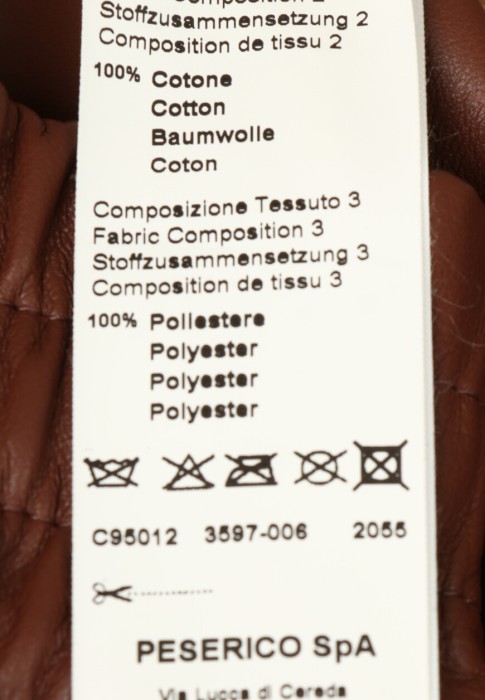 Composition 2
Stoffzusammensetzung 2
Composition de tissu 2
100% Cotone
Cotton
Baumwolle
Coton
Composizione Tessuto 3
Fabric Composition 3
Stoffzusammensetzung 3
Composition de tissu 3
100% Poliestere
Polyester
Polyester
Polyester
C95012 3597-006 2055
PESERICO SpA
Via Lucca di Cereda